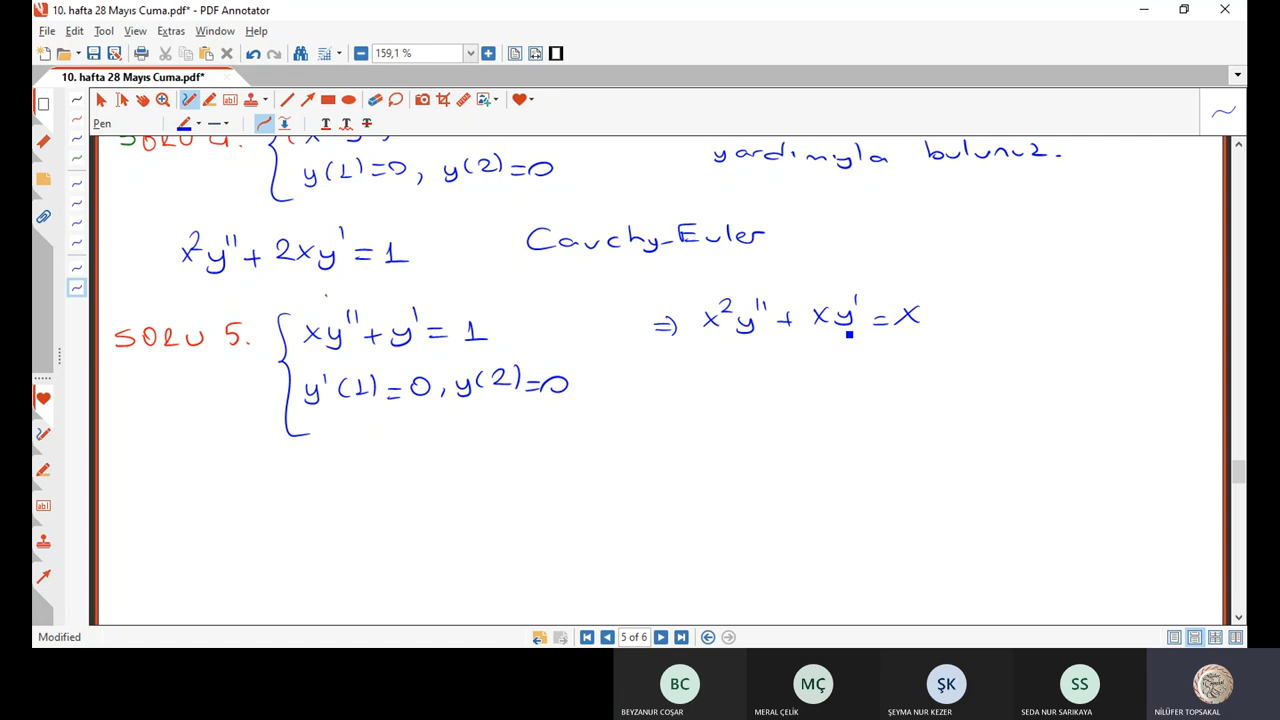 10. hafta 28 Mayıs Cuma.pdf* - PDF Annotator
File Edit Tool View Extras Window Help
159,1 %
10. hafta 28 Mayıs Cuma.pdf*
Pen
SORU 4.
y(1)=0, y(2)=0
yardımıyla bulunuz.
x²y'' + 2xy' = 1
Cauchy-Euler
SORU 5. xy'' + y' = 1 ⇒ x²y'' + xy' = x
y'(1)=0, y(2)=0
Modified 5 of 6
BC MÇ ŞK SS
BEYZANUR COŞAR MERAL ÇELİK ŞEYMA NUR KEZER SEDA NUR SARIKAYA NİLÜFER TOPSAKAL